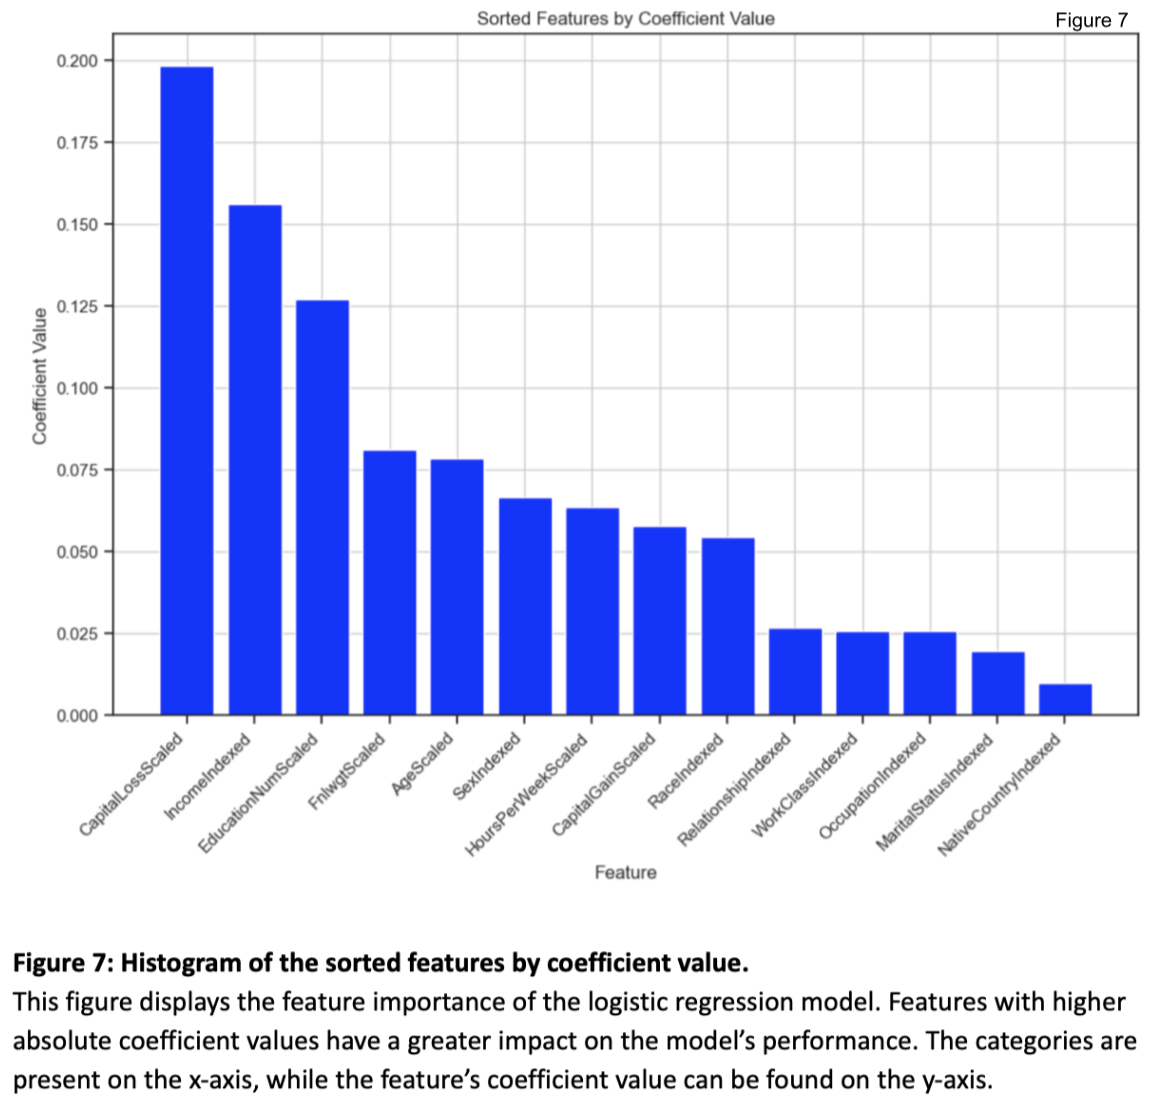 Sorted Features by Coefficient Value
Figure 7
Coefficient Value
0.200
0.175
0.150
0.125
0.100
0.075
0.050
0.025
0.000
CapitalLossScaled
IncomeIndexed
EducationNumScaled
FnlwgtScaled
AgeScaled
SexIndexed
HoursPerWeekScaled
CapitalGainScaled
RaceIndexed
RelationshipIndexed
WorkClassIndexed
OccupationIndexed
MaritalStatusIndexed
NativeCountryIndexed
Feature
Figure 7: Histogram of the sorted features by coefficient value.
This figure displays the feature importance of the logistic regression model. Features with higher
absolute coefficient values have a greater impact on the model’s performance. The categories are
present on the x-axis, while the feature’s coefficient value can be found on the y-axis.